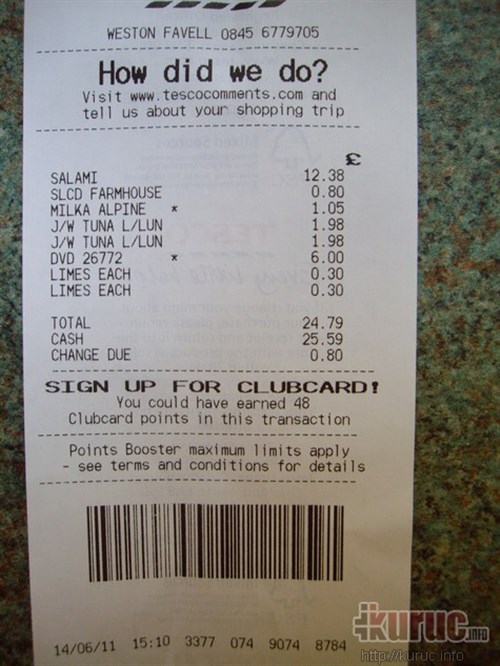 WESTON FAVELL 0845 6779705
How did we do?
Visit www.tescocomments.com and
tell us about your shopping trip
£
SALAMI 12.38
SLCD FARMHOUSE 0.80
MILKA ALPINE * 1.05
J/W TUNA L/LUN 1.98
J/W TUNA L/LUN 1.98
DVD 26772 * 6.00
LIMES EACH 0.30
LIMES EACH 0.30
TOTAL 24.79
CASH 25.59
CHANGE DUE 0.80
SIGN UP FOR CLUBCARD!
You could have earned 48
Clubcard points in this transaction
Points Booster maximum limits apply
- see terms and conditions for details
14/06/11 15:10 3377 074 9074 8784
kuruc.INFO
http://kuruc.info